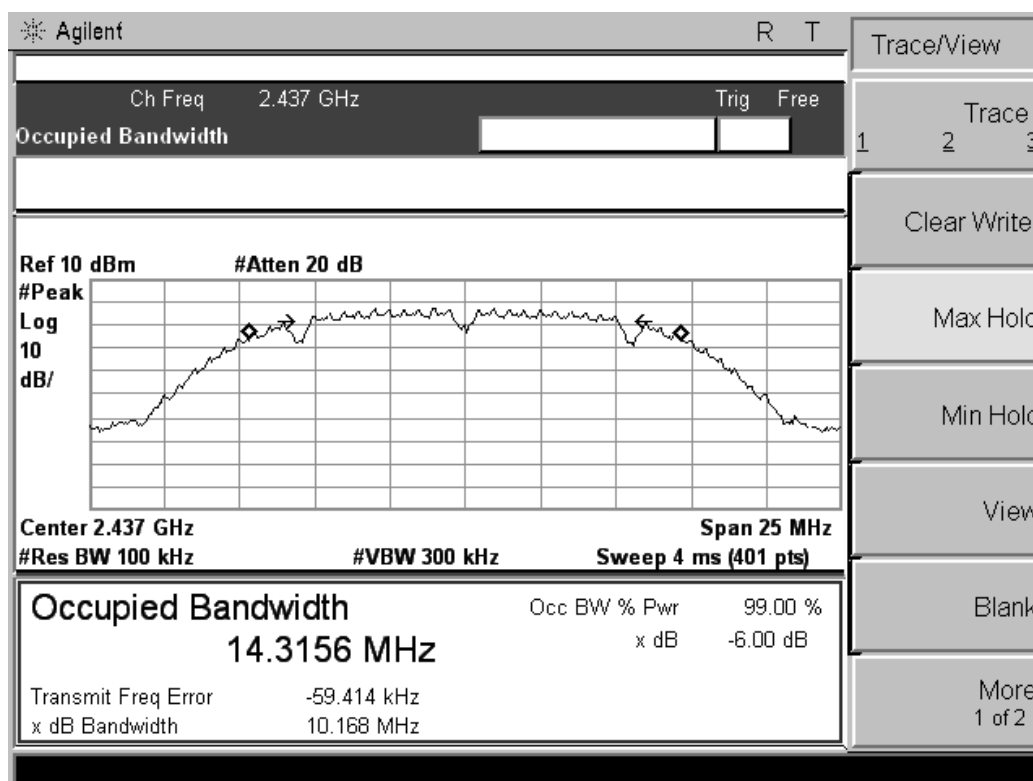 Agilent R T
Ch Freq 2.437 GHz Trig Free
Occupied Bandwidth
Ref 10 dBm #Atten 20 dB
#Peak
Log
10
dB/
Center 2.437 GHz Span 25 MHz
#Res BW 100 kHz #VBW 300 kHz Sweep 4 ms (401 pts)
Occupied Bandwidth
14.3156 MHz
Occ BW % Pwr 99.00 %
x dB -6.00 dB
Transmit Freq Error -59.414 kHz
x dB Bandwidth 10.168 MHz
Trace/View
Trace
1 2 3
Clear Write
Max Hold
Min Hold
View
Blank
More
1 of 2